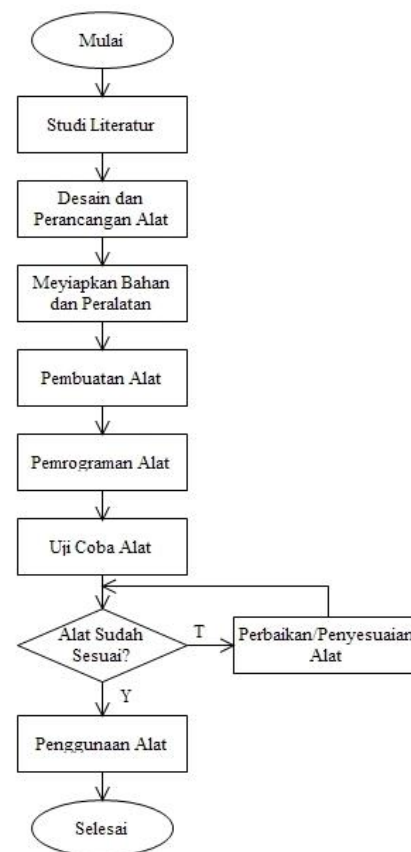 Mulai
Studi Literatur
Desain dan
Perancangan Alat
Meyiapkan Bahan
dan Peralatan
Pembuatan Alat
Pemrograman Alat
Uji Coba Alat
Alat Sudah
Sesuai?
T
Perbaikan/Penyesuaian
Alat
Y
Penggunaan Alat
Selesai